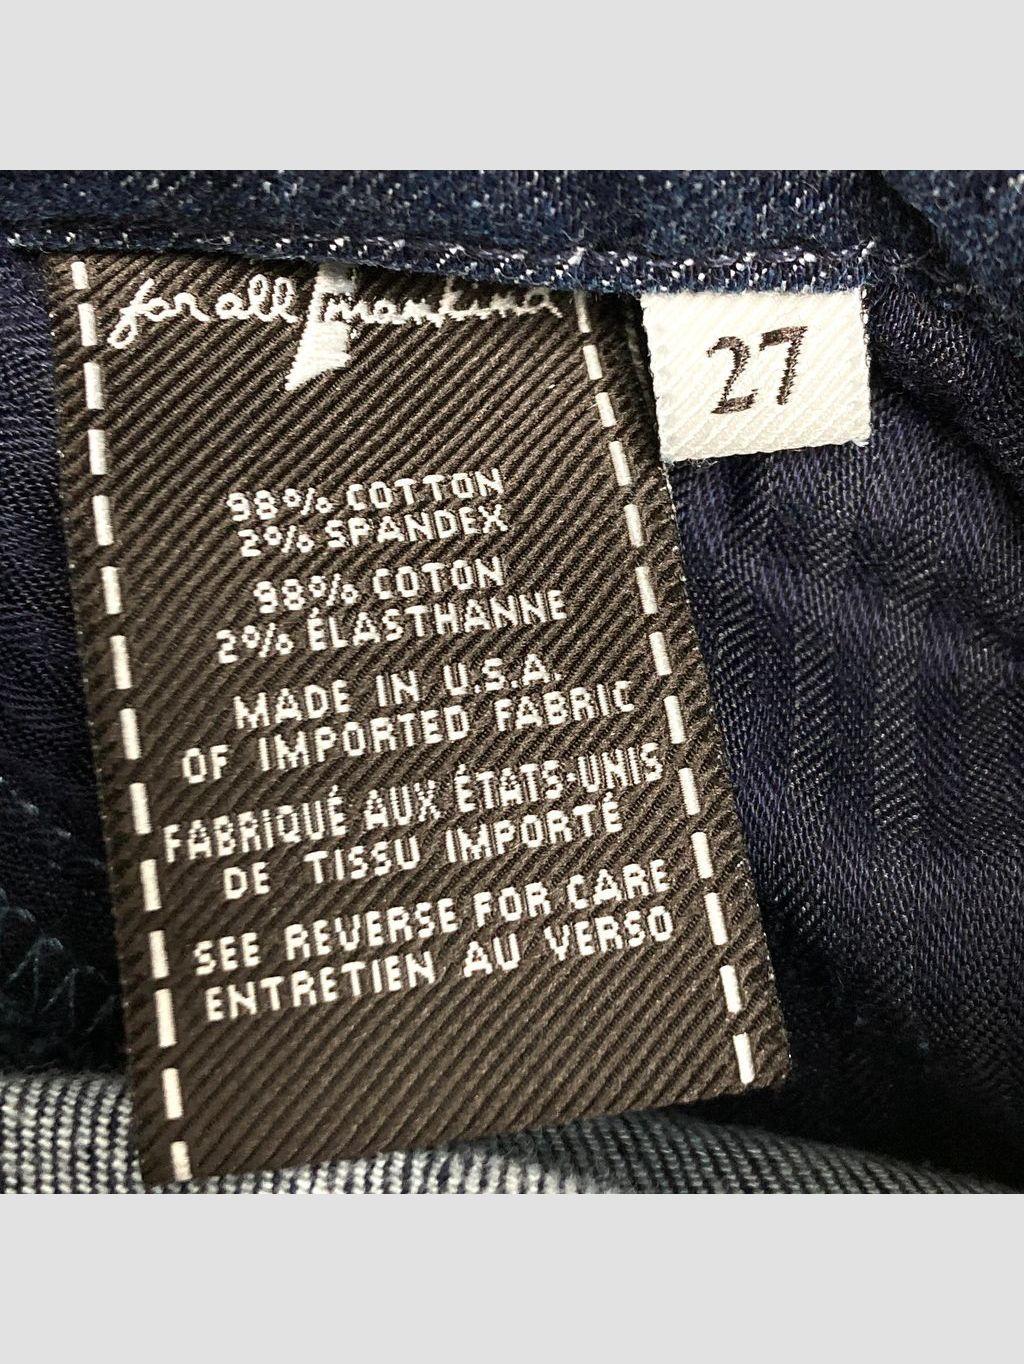 for all mankind
27
98% COTTON
2% SPANDEX
98% COTON
2% ÉLASTHANNE
MADE IN U.S.A.
OF IMPORTED FABRIC
FABRIQUÉ AUX ÉTATS-UNIS
DE TISSU IMPORTÉ
SEE REVERSE FOR CARE
ENTRETIEN AU VERSO